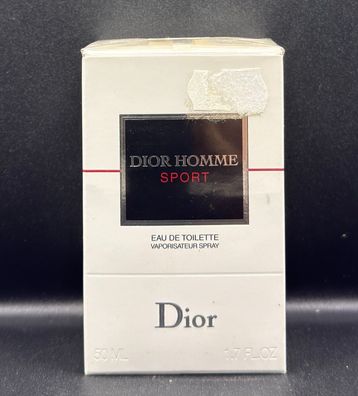 DIOR HOMME
SPORT
EAU DE TOILETTE
VAPORISATEUR SPRAY
Dior
50 ML 1.7 FL.OZ